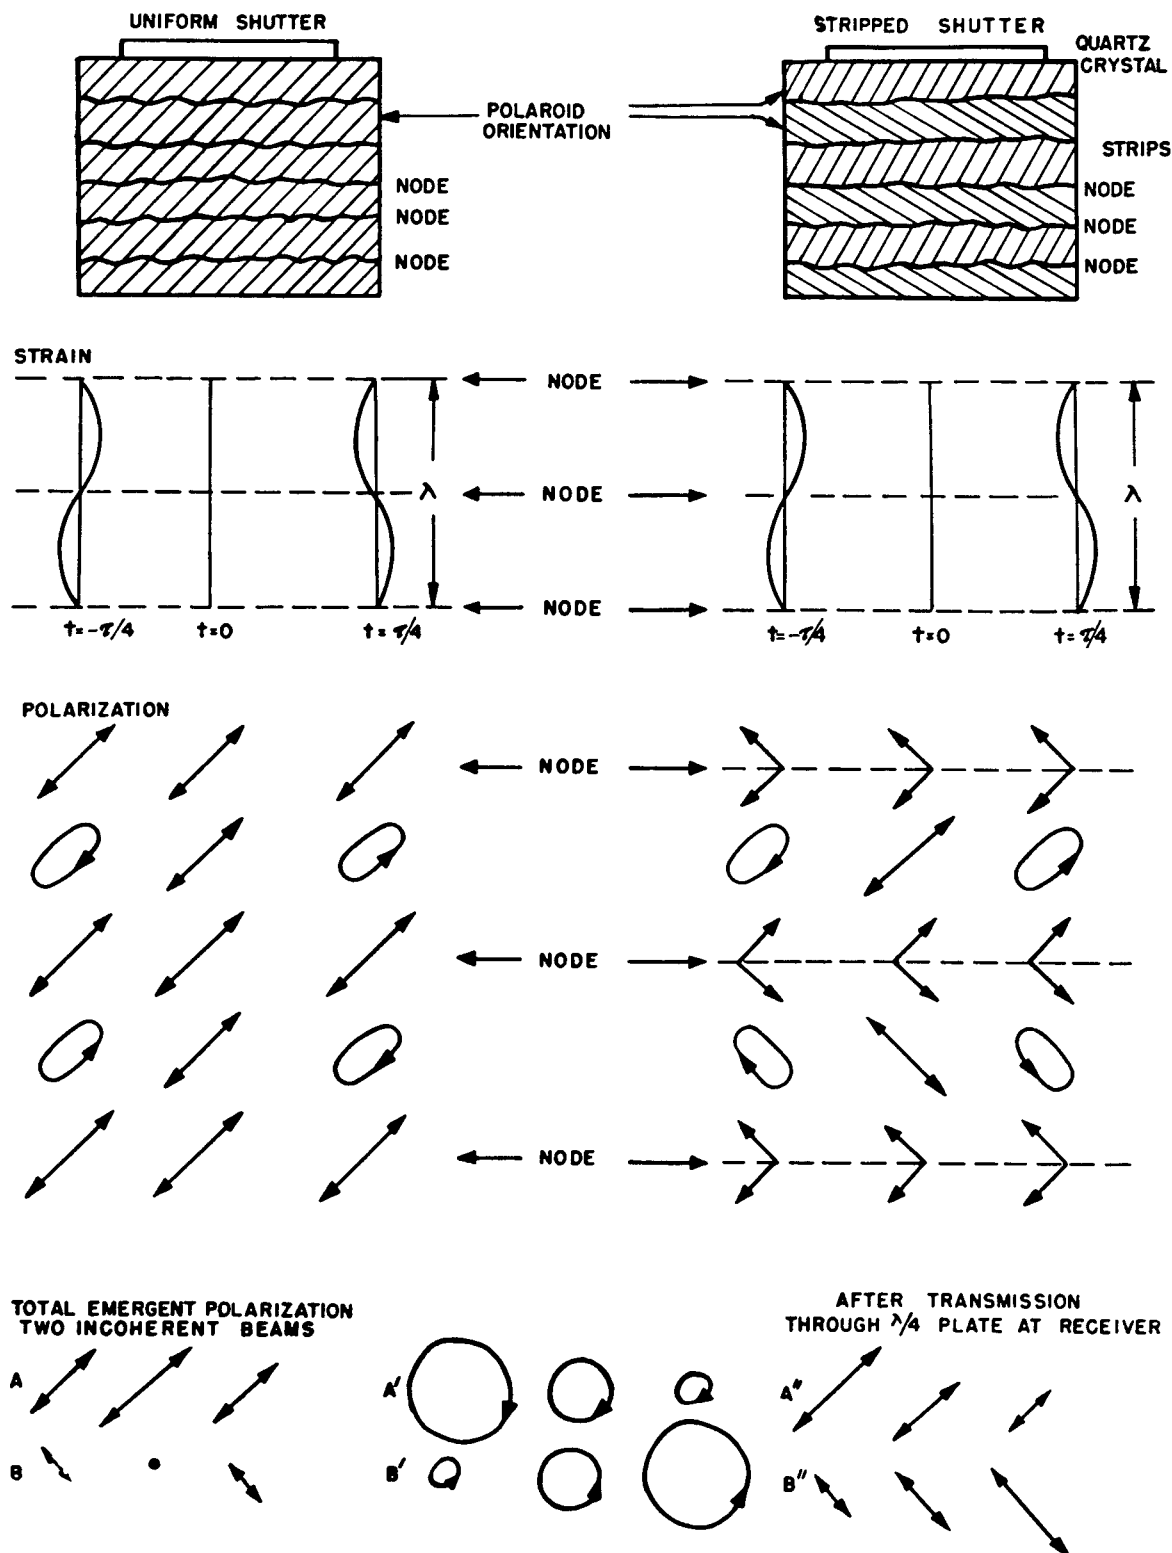 UNIFORM SHUTTER
STRIPPED SHUTTER
QUARTZ
CRYSTAL
POLAROID
ORIENTATION
STRIPS
NODE
NODE
NODE
NODE
NODE
NODE
STRAIN
NODE
λ
NODE
λ
NODE
t=-τ/4
t=0
t=τ/4
t=-τ/4
t=0
t=τ/4
POLARIZATION
NODE
NODE
NODE
TOTAL EMERGENT POLARIZATION
TWO INCOHERENT BEAMS
AFTER TRANSMISSION
THROUGH λ/4 PLATE AT RECEIVER
A
A'
A"
B
B'
B"